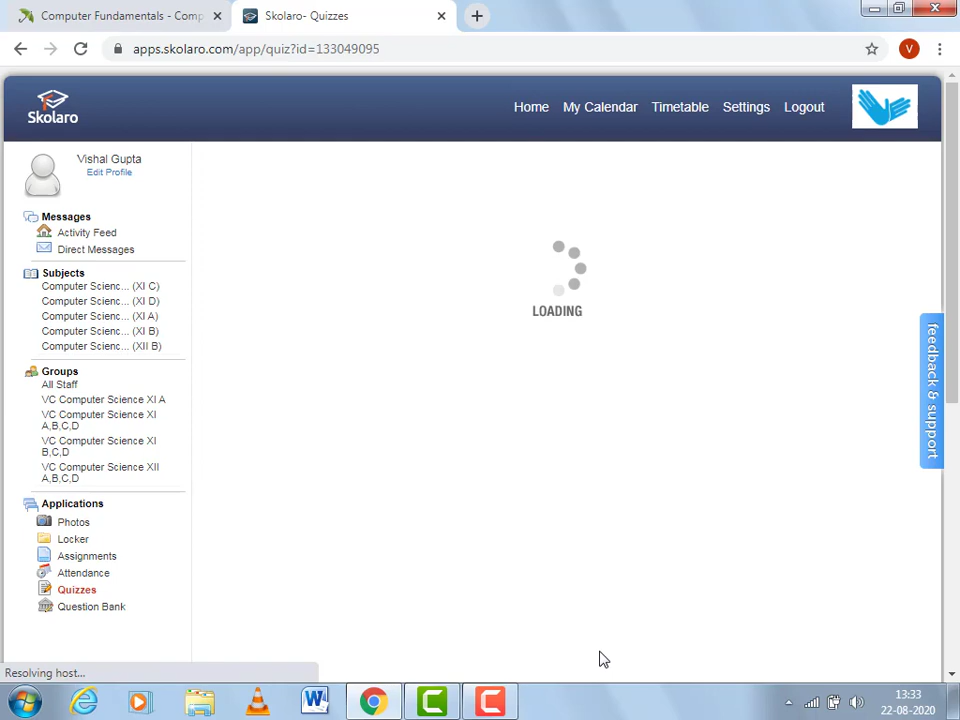 Computer Fundamentals - Comp
Skolaro- Quizzes
apps.skolaro.com/app/quiz?id=133049095
V
Skolaro
Home
My Calendar
Timetable
Settings
Logout
Vishal Gupta
Edit Profile
Messages
Activity Feed
Direct Messages
Subjects
Computer Scienc... (XI C)
Computer Scienc... (XI D)
Computer Scienc... (XI A)
Computer Scienc... (XI B)
Computer Scienc... (XII B)
Groups
All Staff
VC Computer Science XI A
VC Computer Science XI
A,B,C,D
VC Computer Science XI
B,C,D
VC Computer Science XII
A,B,C,D
Applications
Photos
Locker
Assignments
Attendance
Quizzes
Question Bank
LOADING
feedback & support
Resolving host...
13:33
22-08-2020